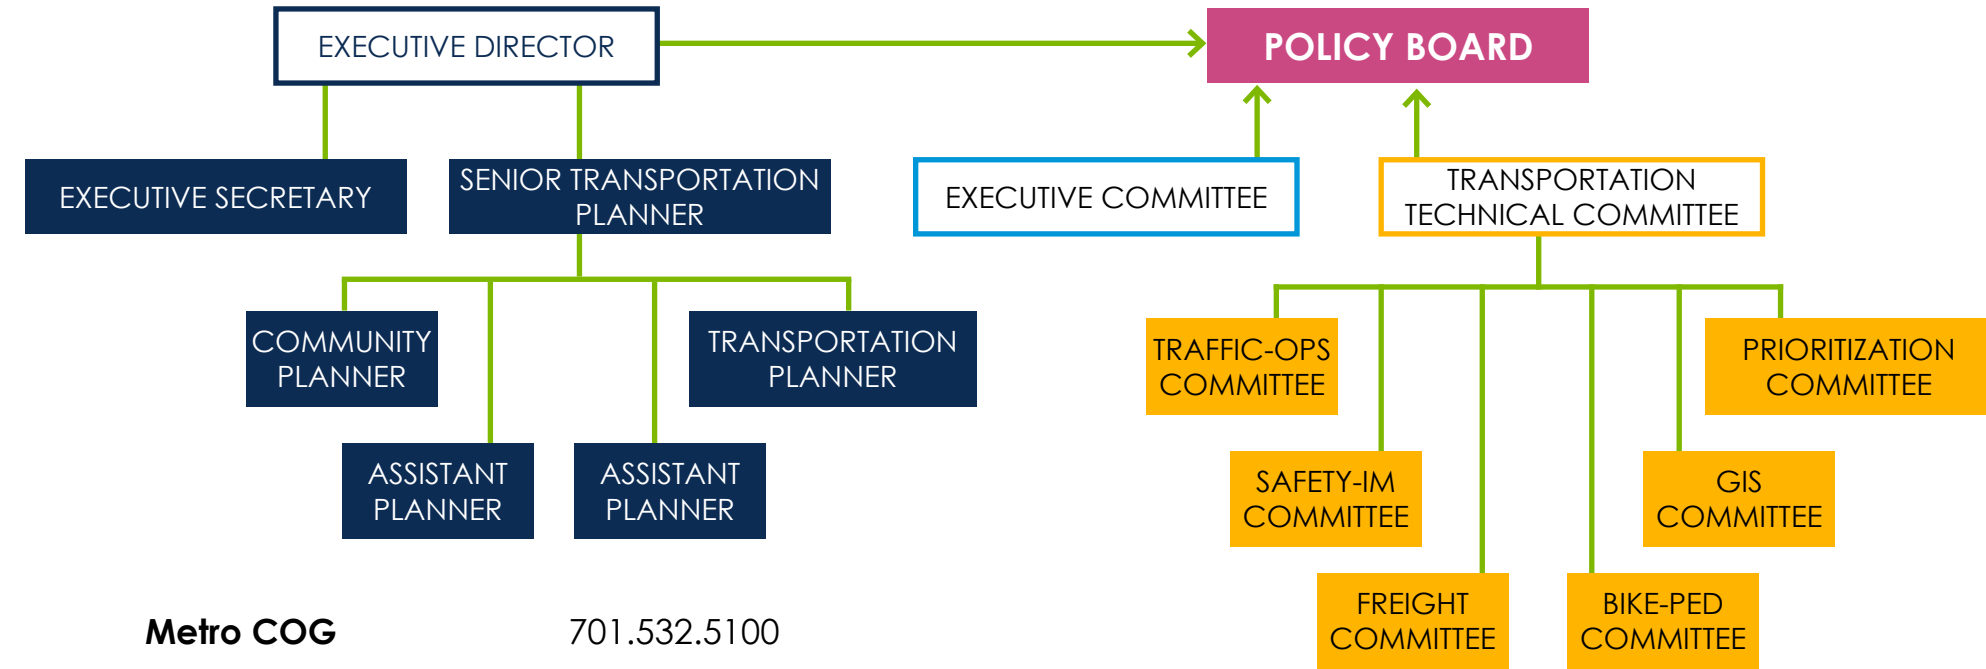 EXECUTIVE DIRECTOR
POLICY BOARD
EXECUTIVE SECRETARY
SENIOR TRANSPORTATION
PLANNER
EXECUTIVE COMMITTEE
TRANSPORTATION
TECHNICAL COMMITTEE
COMMUNITY
PLANNER
TRANSPORTATION
PLANNER
TRAFFIC-OPS
COMMITTEE
PRIORITIZATION
COMMITTEE
ASSISTANT
PLANNER
ASSISTANT
PLANNER
SAFETY-IM
COMMITTEE
GIS
COMMITTEE
FREIGHT
COMMITTEE
BIKE-PED
COMMITTEE
Metro COG 701.532.5100